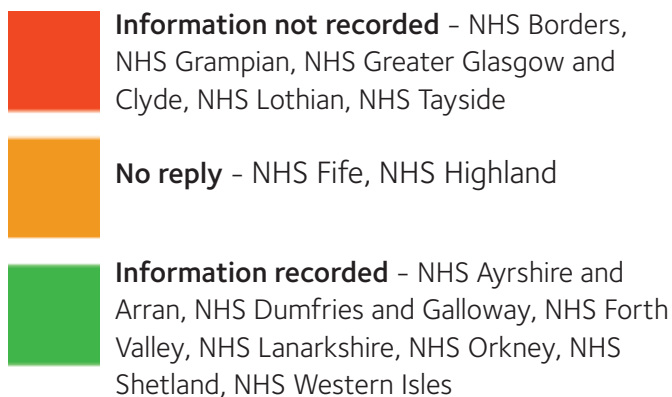 Information not recorded – NHS Borders,
NHS Grampian, NHS Greater Glasgow and
Clyde, NHS Lothian, NHS Tayside
No reply – NHS Fife, NHS Highland
Information recorded – NHS Ayrshire and
Arran, NHS Dumfries and Galloway, NHS Forth
Valley, NHS Lanarkshire, NHS Orkney, NHS
Shetland, NHS Western Isles